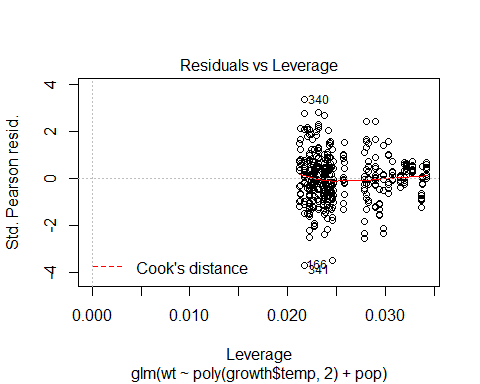 Residuals vs Leverage
Std. Pearson resid.
4
2
0
-2
-4
340
166
341
Cook's distance
0.000
0.010
0.020
0.030
Leverage
glm(wt ~ poly(growth$temp, 2) + pop)